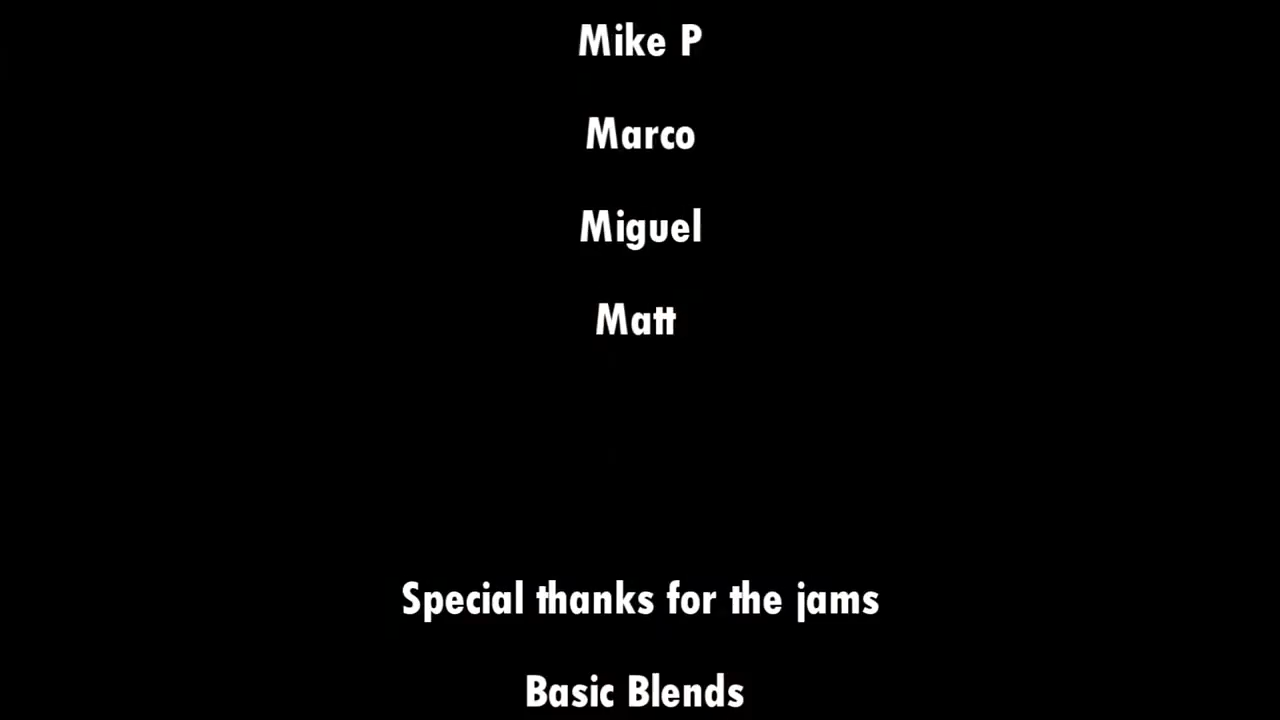 Mike P
Marco
Miguel
Matt
Special thanks for the jams
Basic Blends